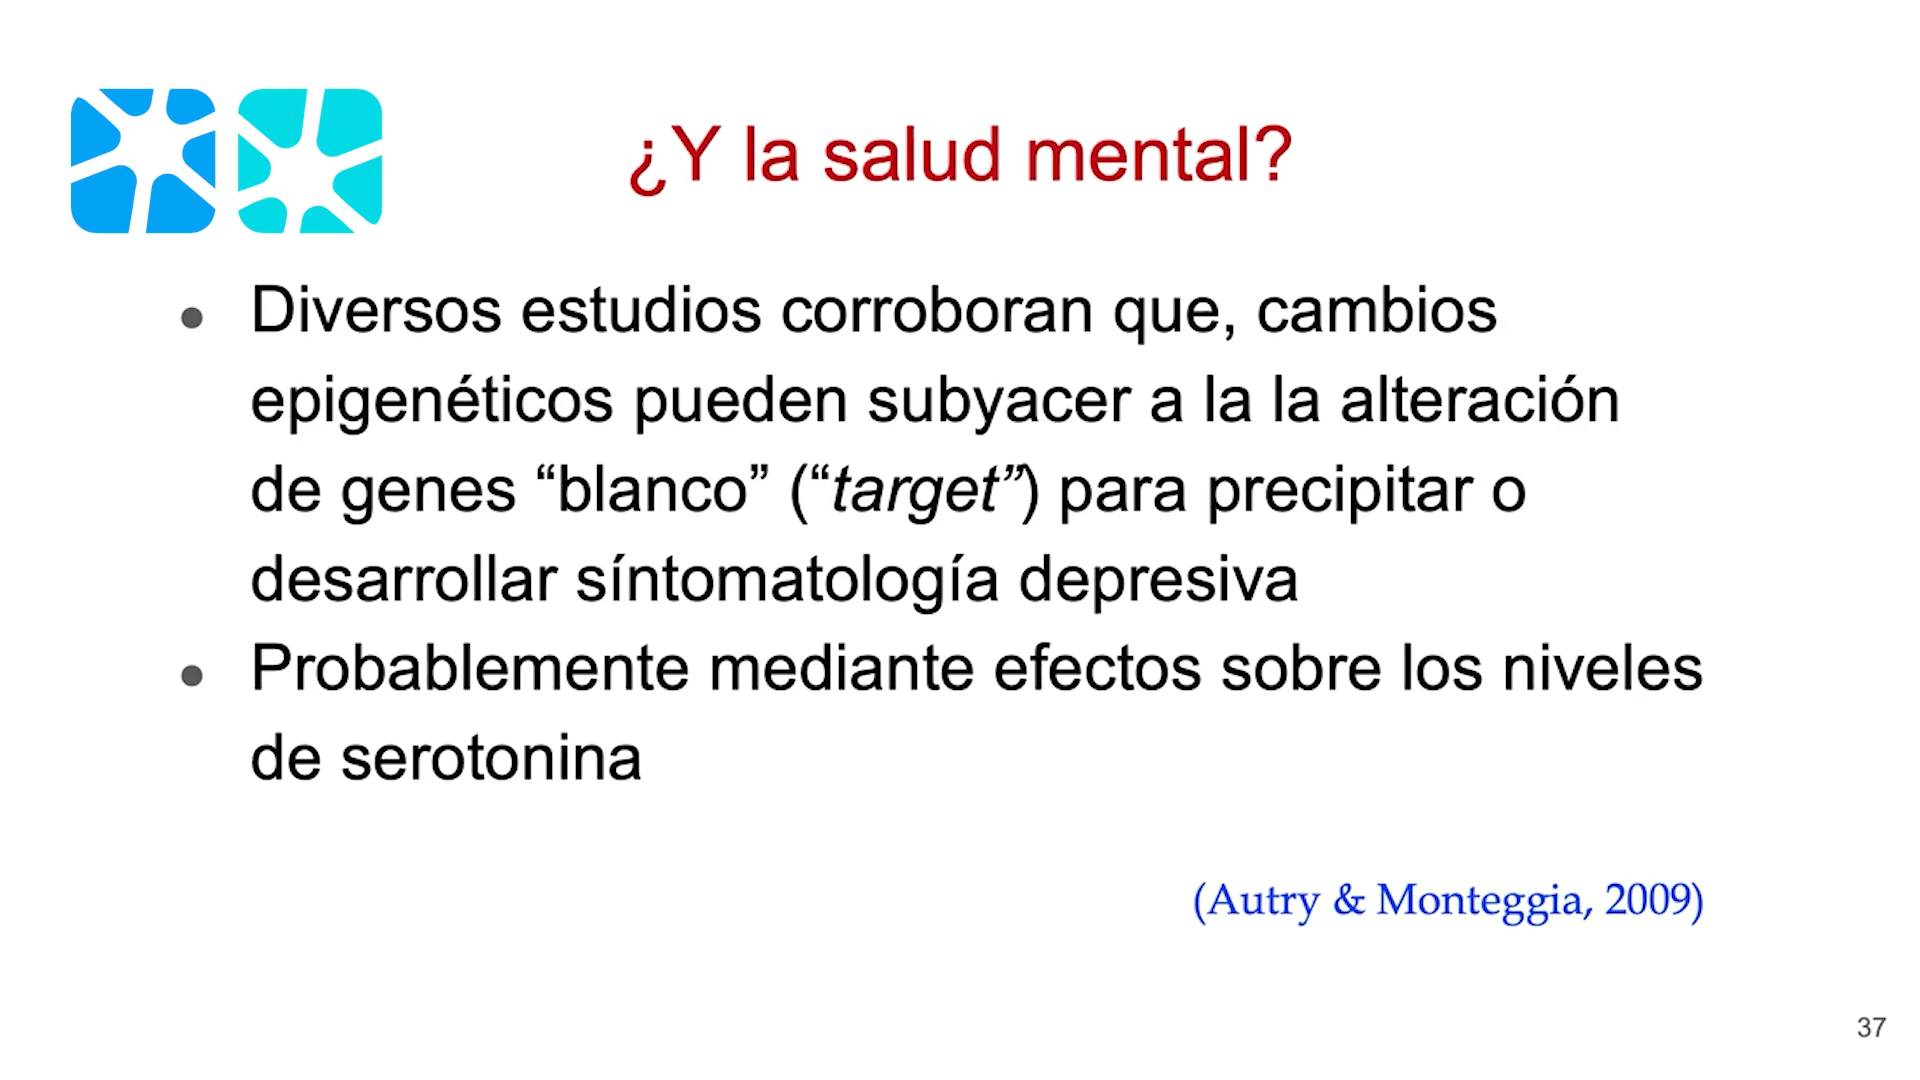 ¿Y la salud mental?
● Diversos estudios corroboran que, cambios
epigenéticos pueden subyacer a la la alteración
de genes “blanco” (“target”) para precipitar o
desarrollar síntomatología depresiva
● Probablemente mediante efectos sobre los niveles
de serotonina
(Autry & Monteggia, 2009)
37